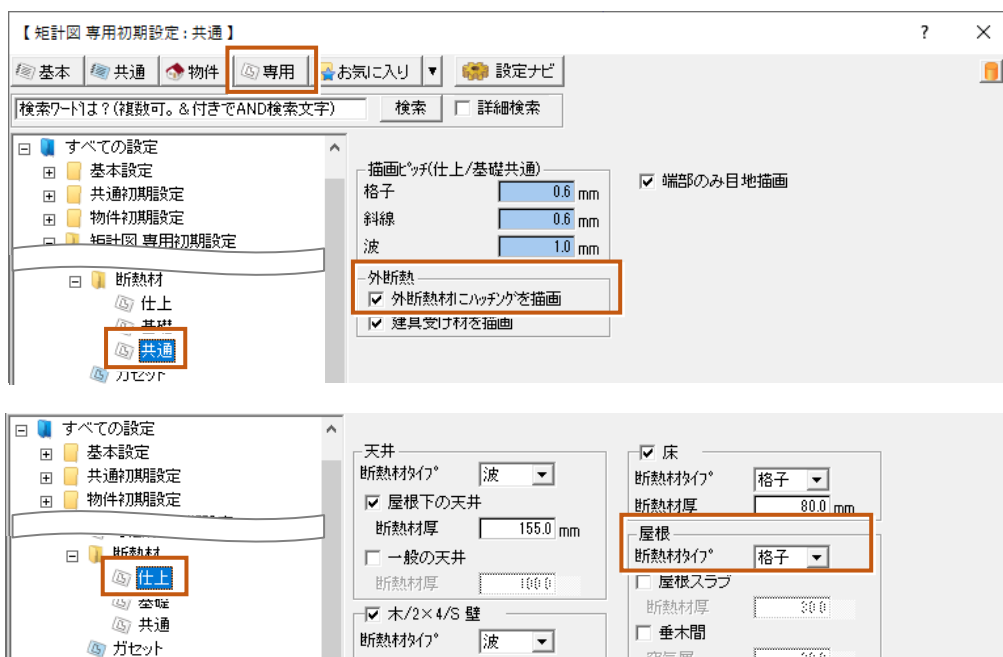 【 矩計図 専用初期設定 : 共通 】 ? ×
基本 共通 物件 専用 お気に入り ▼ 設定ナビ
検索ワードは？(複数可。&付きでAND検索文字) 検索 詳細検索
すべての設定
基本設定
共通初期設定
物件初期設定
矩計図 専用初期設定
断熱材
仕上
基礎
共通
ガセット
描画ピッチ(仕上/基礎共通)
格子 0.6 mm
斜線 0.6 mm
波 1.0 mm
外断熱
外断熱材にハッチングを描画
建具受け材を描画
端部のみ目地描画
すべての設定
基本設定
共通初期設定
物件初期設定
断熱材
仕上
基礎
共通
ガセット
天井
断熱材タイプ 波
屋根下の天井
断熱材厚 155.0 mm
一般の天井
断熱材厚 100.0
木/2×4/S 壁
断熱材タイプ 波
床
断熱材タイプ 格子
断熱材厚 80.0 mm
屋根
断熱材タイプ 格子
屋根スラブ
断熱材厚 30.0
垂木間
空気層 30.0